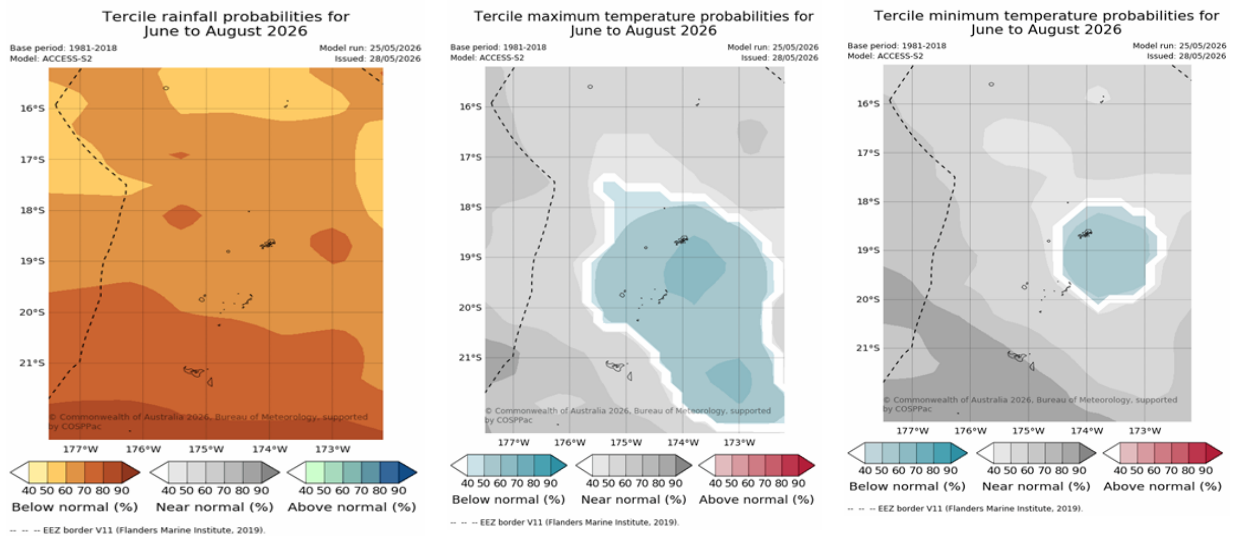 Tercile rainfall probabilities for
June to August 2026
Base period: 1981-2018
Model run: 25/05/2026
Model: ACCESS-S2
Issued: 28/05/2026
16°S
17°S
18°S
19°S
20°S
21°S
© Commonwealth of Australia 2026, Bureau of Meteorology, supported
by COSPPac
177°W
176°W
175°W
174°W
173°W
40 50 60 70 80 90
40 50 60 70 80 90
40 50 60 70 80 90
Below normal (%)
Near normal (%)
Above normal (%)
-- -- -- EEZ border V11 (Flanders Marine Institute, 2019).
Tercile maximum temperature probabilities for
June to August 2026
Base period: 1981-2018
Model run: 25/05/2026
Model: ACCESS-S2
Issued: 28/05/2026
16°S
17°S
18°S
19°S
20°S
21°S
© Commonwealth of Australia 2026, Bureau of Meteorology, supported
by COSPPac
177°W
176°W
175°W
174°W
173°W
40 50 60 70 80 90
40 50 60 70 80 90
40 50 60 70 80 90
Below normal (%)
Near normal (%)
Above normal (%)
-- -- -- EEZ border V11 (Flanders Marine Institute, 2019).
Tercile minimum temperature probabilities for
June to August 2026
Base period: 1981-2018
Model run: 25/05/2026
Model: ACCESS-S2
Issued: 28/05/2026
16°S
17°S
18°S
19°S
20°S
21°S
© Commonwealth of Australia 2026, Bureau of Meteorology, supported
by COSPPac
177°W
176°W
175°W
174°W
173°W
40 50 60 70 80 90
40 50 60 70 80 90
40 50 60 70 80 90
Below normal (%)
Near normal (%)
Above normal (%)
-- -- -- EEZ border V11 (Flanders Marine Institute, 2019).